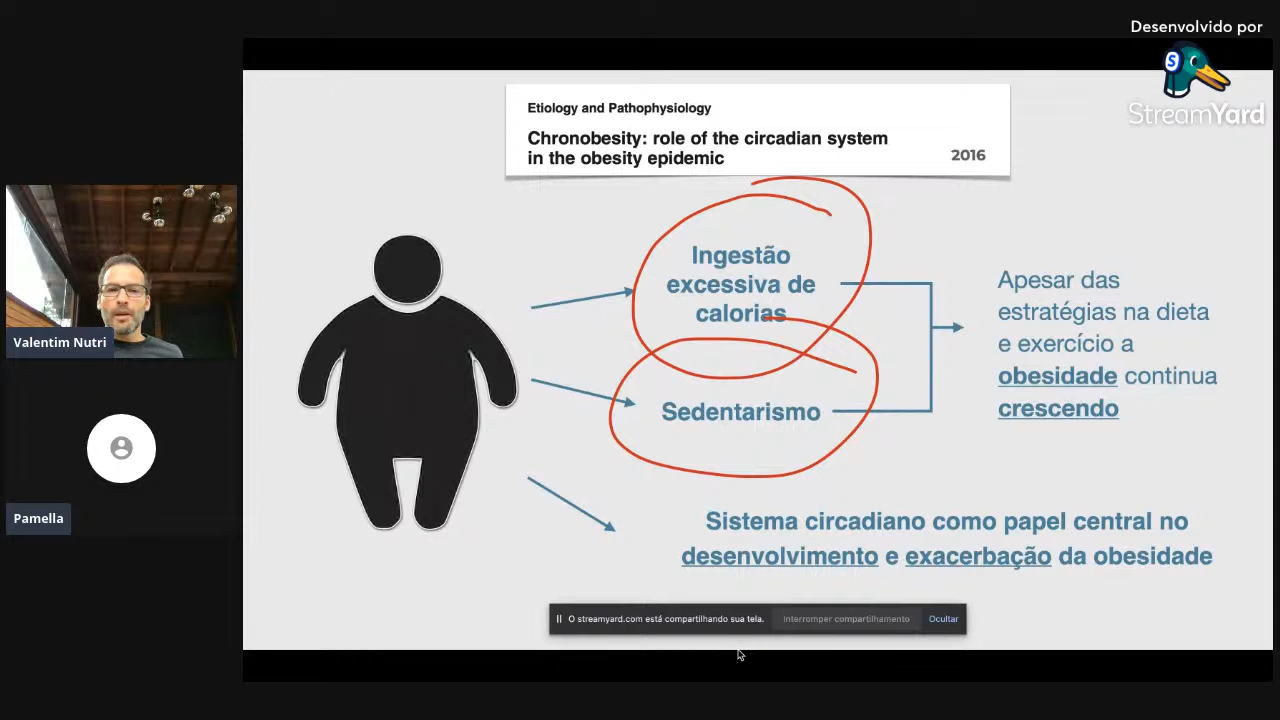 Desenvolvido por
StreamYard
Etiology and Pathophysiology
Chronobesity: role of the circadian system
in the obesity epidemic
2016
Ingestão
excessiva de
calorias
Apesar das
estratégias na dieta
e exercício a
obesidade continua
crescendo
Valentim Nutri
Sedentarismo
Pamella
Sistema circadiano como papel central no
desenvolvimento e exacerbação da obesidade
O streamyard.com está compartilhando sua tela.
Interromper compartilhamento
Ocultar